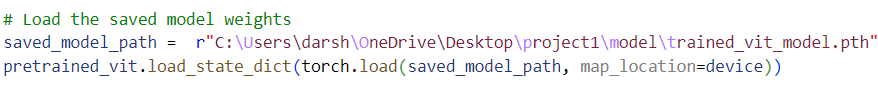 # Load the saved model weights
saved_model_path =  r"C:\Users\darsh\OneDrive\Desktop\project1\model\trained_vit_model.pth"
pretrained_vit.load_state_dict(torch.load(saved_model_path, map_location=device))